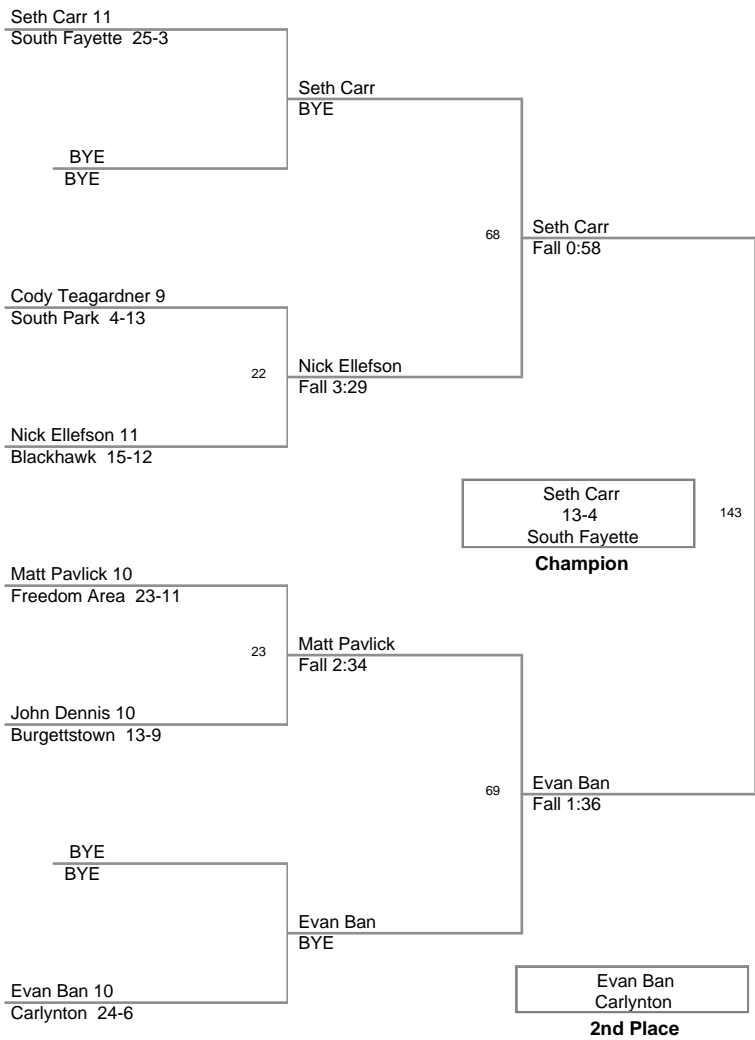 Seth Carr 11
South Fayette 25-3
Seth Carr
BYE
BYE
BYE
68
Seth Carr
Fall 0:58
Cody Teagardner 9
South Park 4-13
22
Nick Ellefson
Fall 3:29
Nick Ellefson 11
Blackhawk 15-12
Seth Carr
13-4
South Fayette
143
Champion
Matt Pavlick 10
Freedom Area 23-11
23
Matt Pavlick
Fall 2:34
John Dennis 10
Burgettstown 13-9
69
Evan Ban
Fall 1:36
BYE
BYE
Evan Ban
BYE
Evan Ban 10
Carlynton 24-6
Evan Ban
Carlynton
2nd Place